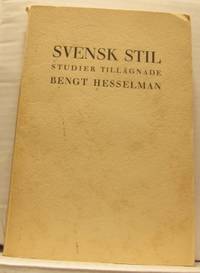 SVENSK STIL
STUDIER TILLÄGNADE
BENGT HESSELMAN